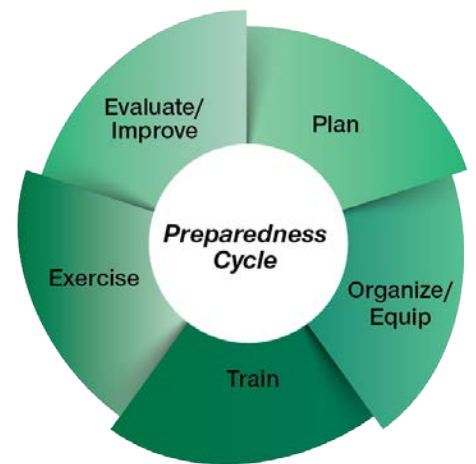 Preparedness
Cycle
Plan
Organize/
Equip
Train
Exercise
Evaluate/
Improve